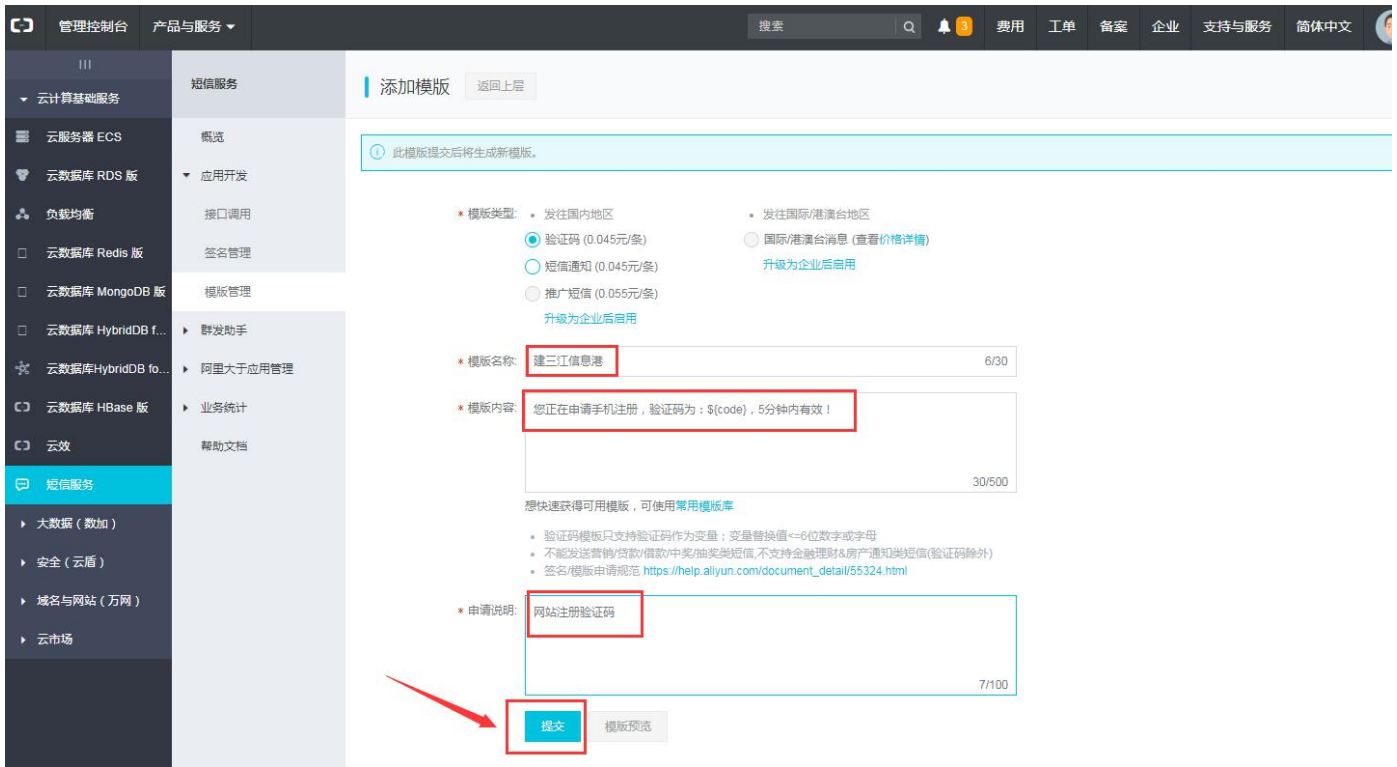 管理控制台 产品与服务 搜索 3 费用 工单 备案 企业 支持与服务 简体中文
云计算基础服务
云服务器 ECS
云数据库 RDS 版
负载均衡
云数据库 Redis 版
云数据库 MongoDB 版
云数据库 HybridDB f...
云数据库HybridDB fo...
云数据库 HBase 版
云效
短信服务
大数据（数加）
安全（云盾）
域名与网站（万网）
云市场
短信服务
概览
应用开发
接口调用
签名管理
模版管理
群发助手
阿里大于应用管理
业务统计
帮助文档
添加模版 返回上层
此模版提交后将生成新模版。
* 模版类型: • 发往国内地区 • 发往国际/港澳台地区
验证码 (0.045元/条) 国际/港澳台消息 (查看价格详情)
短信通知 (0.045元/条) 升级为企业后启用
推广短信 (0.055元/条)
升级为企业后启用
* 模版名称: 建三江信息港 6/30
* 模版内容: 您正在申请手机注册，验证码为：${code}，5分钟内有效！
30/500
想快速获得可用模版，可使用常用模版库
• 验证码模板只支持验证码作为变量；变量替换值<=6位数字或字母
• 不能发送营销/贷款/借款/中奖/抽奖类短信,不支持金融理财&房产通知类短信(验证码除外)
• 签名/模版申请规范 https://help.aliyun.com/document_detail/55324.html
* 申请说明: 网站注册验证码
7/100
提交 模版预览